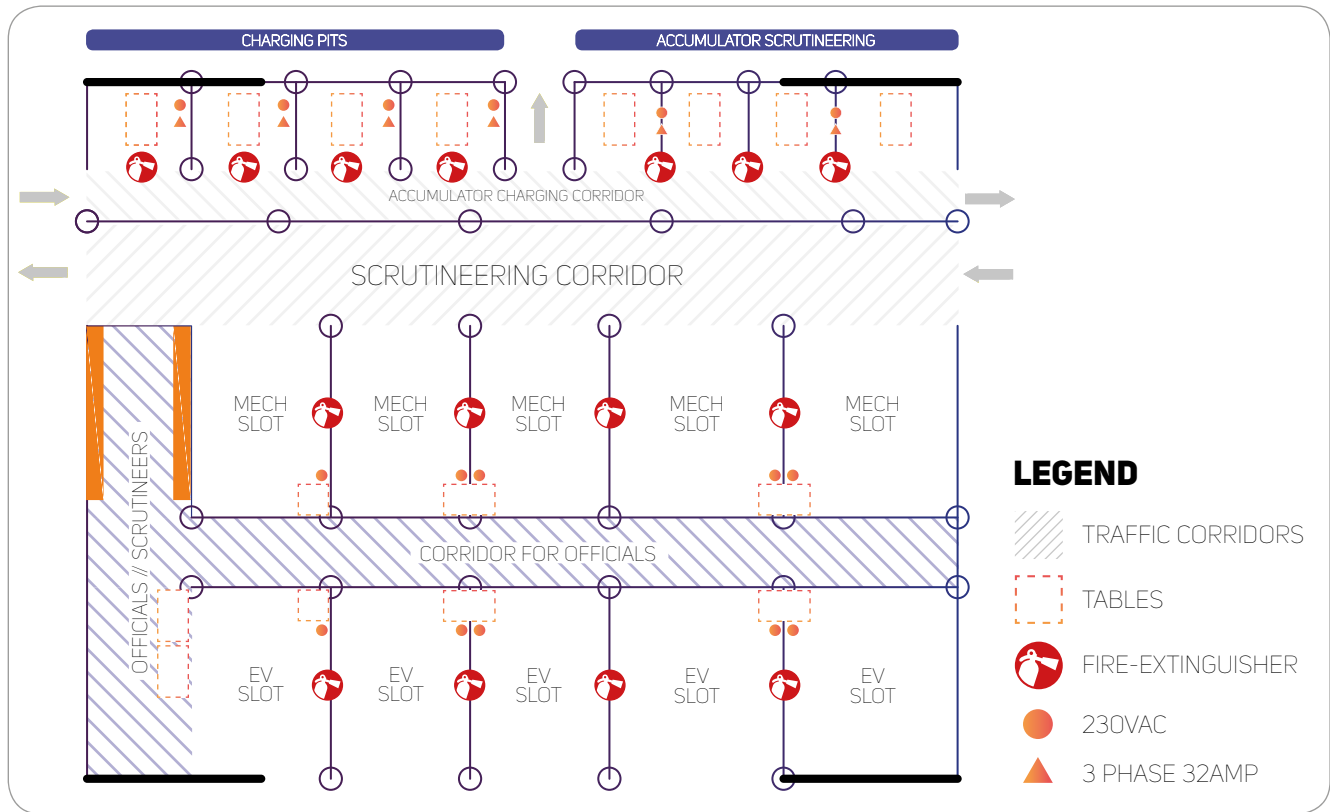 CHARGING PITS
ACCUMULATOR SCRUTINEERING
ACCUMULATOR CHARGING CORRIDOR
SCRUTINEERING CORRIDOR
MECH
SLOT
MECH
SLOT
MECH
SLOT
MECH
SLOT
MECH
SLOT
OFFICIALS // SCRUTINEERS
CORRIDOR FOR OFFICIALS
EV
SLOT
EV
SLOT
EV
SLOT
EV
SLOT
EV
SLOT
LEGEND
TRAFFIC CORRIDORS
TABLES
FIRE-EXTINGUISHER
230VAC
3 PHASE 32AMP